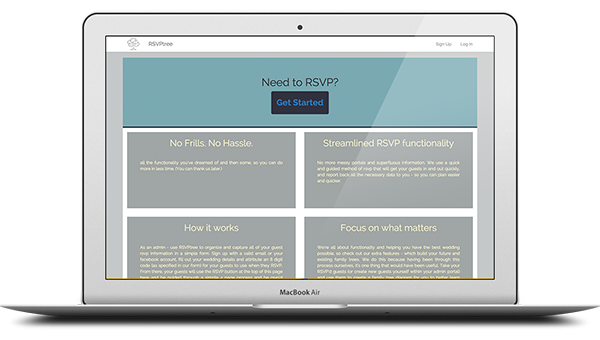 RSVPtree
Sign Up Log In
Need to RSVP?
Get Started
No Frills. No Hassle.
all the functionality you've dreamed of and then some, so you can do
more in less time. (You can thank us later.)
Streamlined RSVP functionality
No more messy portals and superfluous information. We use a quick
and guided method of rsvp that will get your guests in and out quickly,
and report back all the necessary data to you - so you can plan easier
and quicker.
How it works
As an admin - use RSVPtree to organize and capture all of your guest
rsvp information in a simple form. Sign up with a valid email or your
facebook account, fill out your wedding details and attributes an 8 digit
code (as specified in our form) for your guests to use when they RSVP.
From there, your guests will use the RSVP button at the top of this page
Focus on what matters
We're all about functionality and helping you have the best wedding
possible, so check out our extra features - which build your future and
existing family trees. We do this because having been through this
process ourselves, it's one thing that would have been useful. Take your
RSVP'd guests to create new guests yourself within your admin portal
MacBook Air